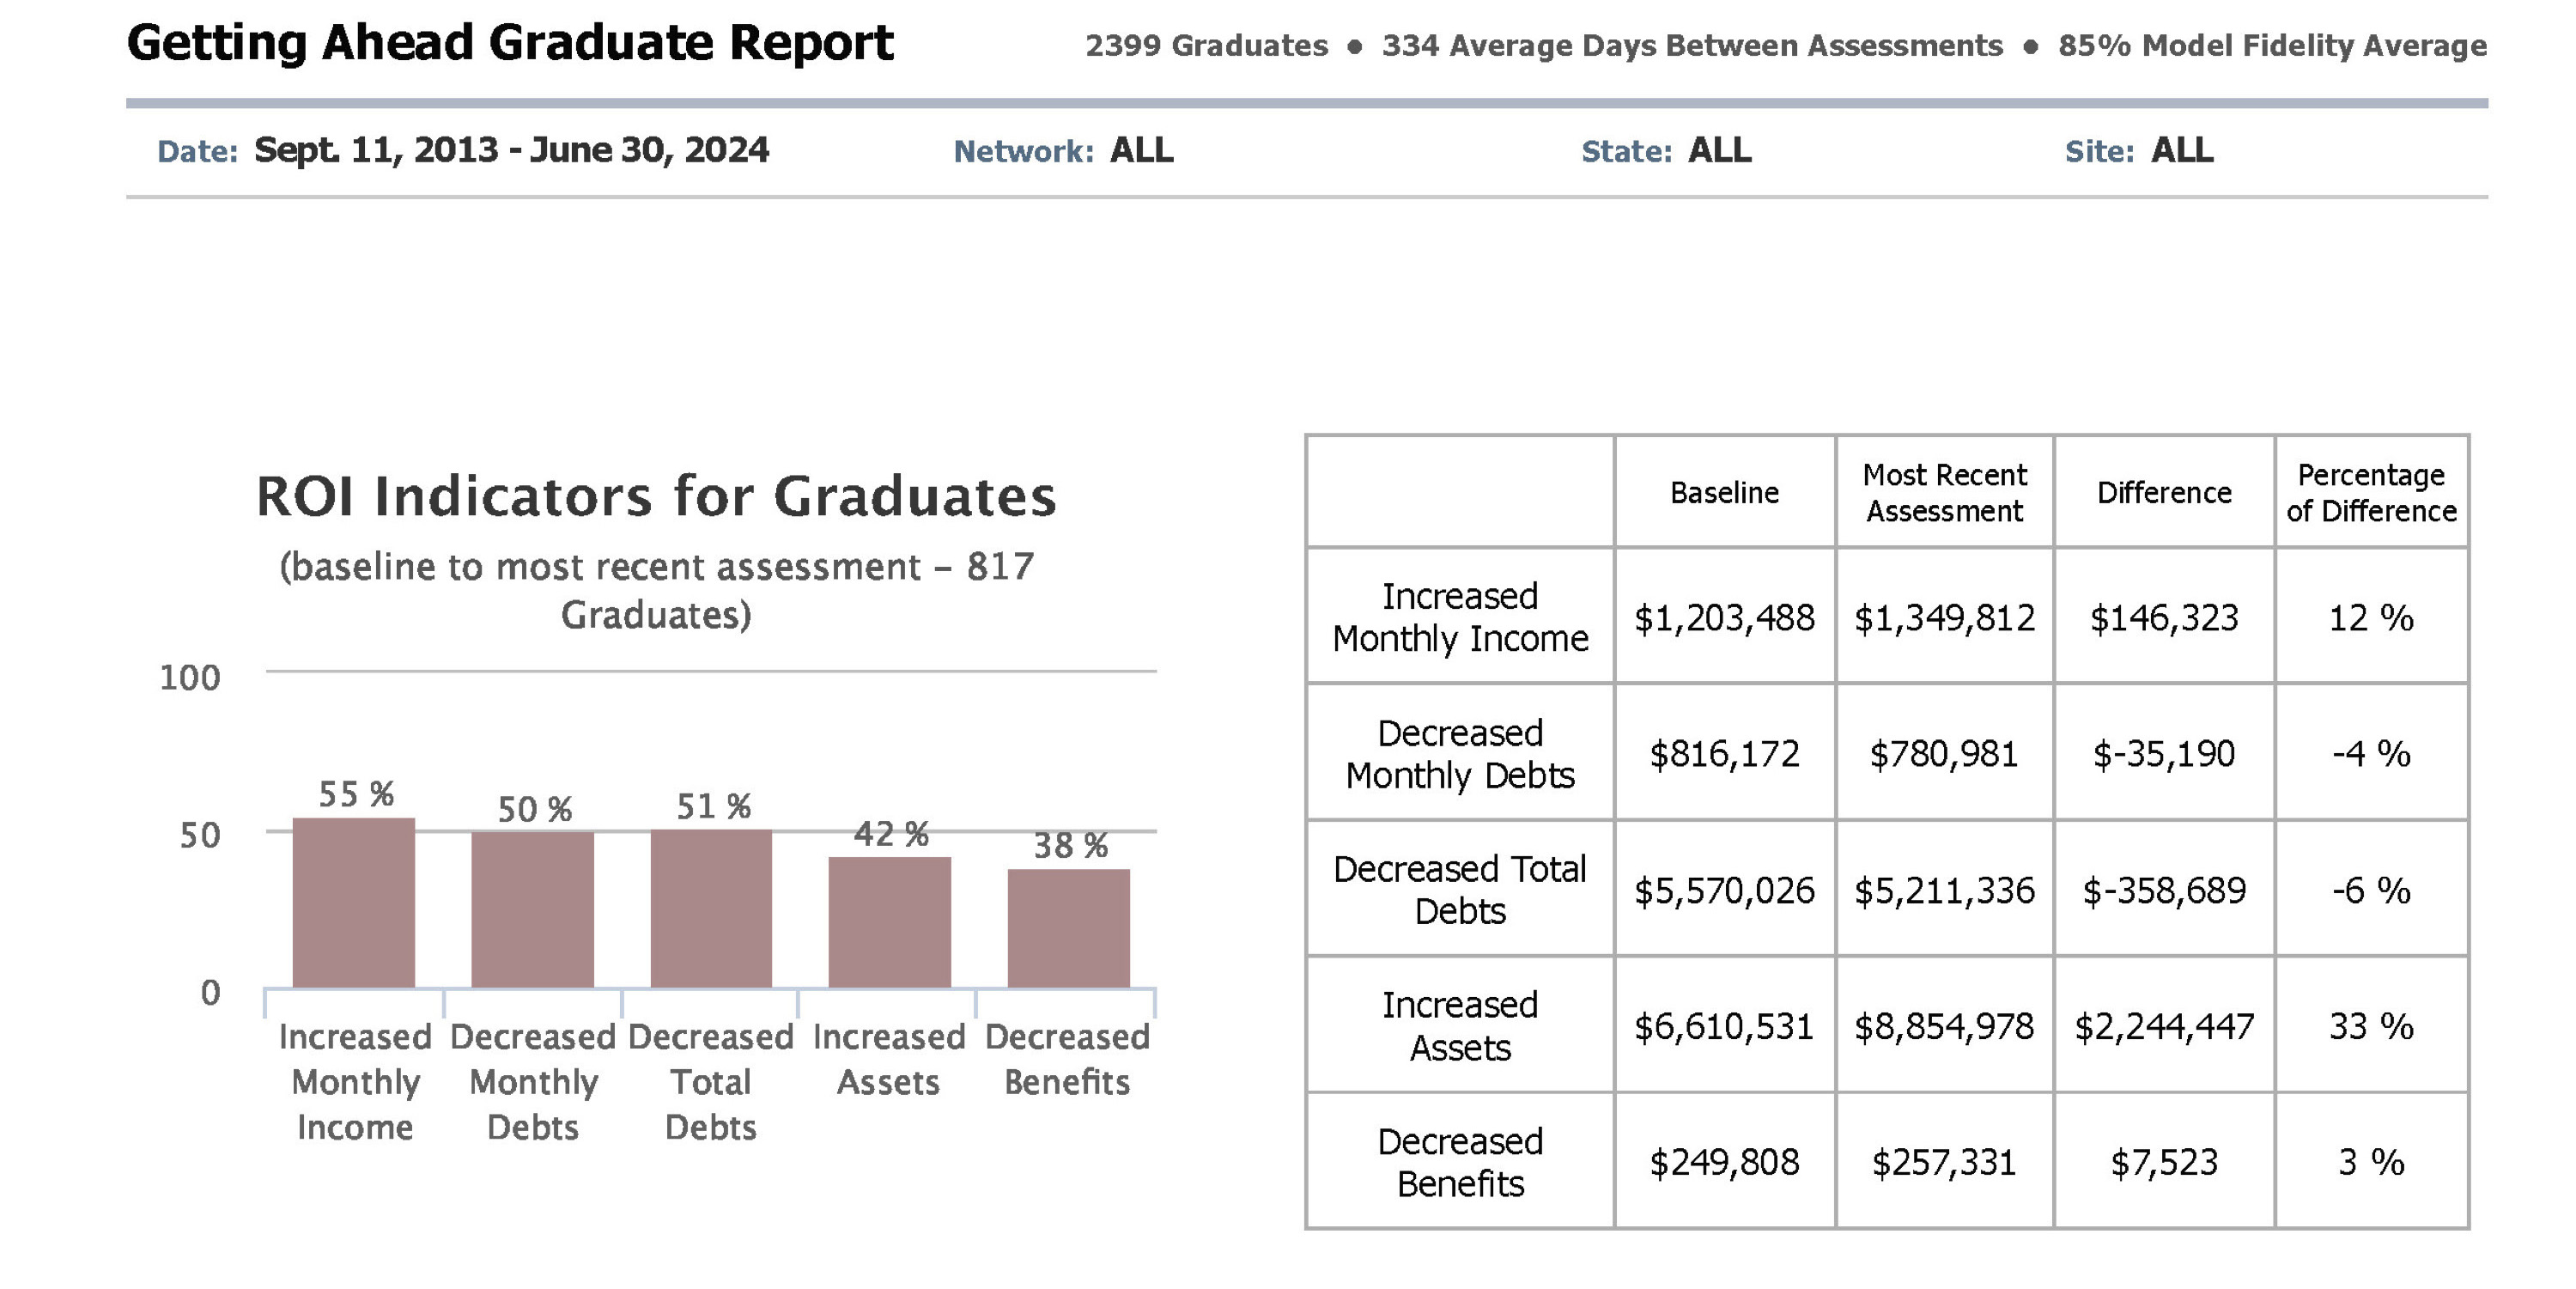 Getting Ahead Graduate Report
2399 Graduates ● 334 Average Days Between Assessments ● 85% Model Fidelity Average
Date: Sept. 11, 2013 - June 30, 2024 Network: ALL State: ALL Site: ALL
ROI Indicators for Graduates
(baseline to most recent assessment – 817
Graduates)
100
50
0
55 %
50 %
51 %
42 %
38 %
Increased
Monthly
Income
Decreased
Monthly
Debts
Decreased
Total
Debts
Increased
Assets
Decreased
Benefits
Baseline
Most Recent
Assessment
Difference
Percentage
of Difference
Increased
Monthly Income
$1,203,488 $1,349,812 $146,323 12 %
Decreased
Monthly Debts
$816,172 $780,981 $-35,190 -4 %
Decreased Total
Debts
$5,570,026 $5,211,336 $-358,689 -6 %
Increased
Assets
$6,610,531 $8,854,978 $2,244,447 33 %
Decreased
Benefits
$249,808 $257,331 $7,523 3 %